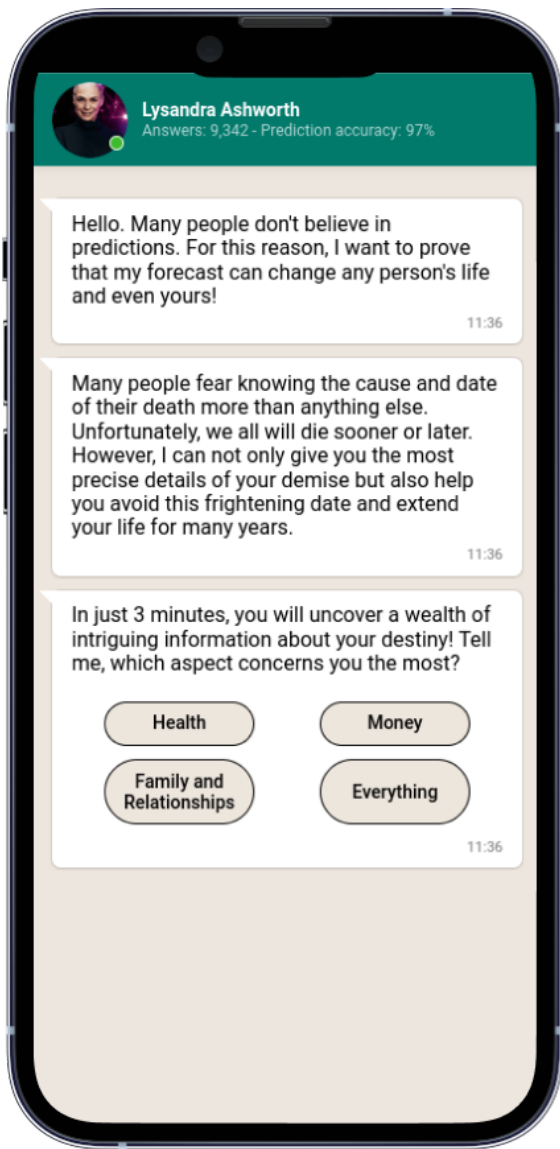 Lysandra Ashworth
Answers: 9,342 - Prediction accuracy: 97%
Hello. Many people don't believe in
predictions. For this reason, I want to prove
that my forecast can change any person's life
and even yours!
11:36
Many people fear knowing the cause and date
of their death more than anything else.
Unfortunately, we all will die sooner or later.
However, I can not only give you the most
precise details of your demise but also help
you avoid this frightening date and extend
your life for many years.
11:36
In just 3 minutes, you will uncover a wealth of
intriguing information about your destiny! Tell
me, which aspect concerns you the most?
Health
Money
Family and
Relationships
Everything
11:36